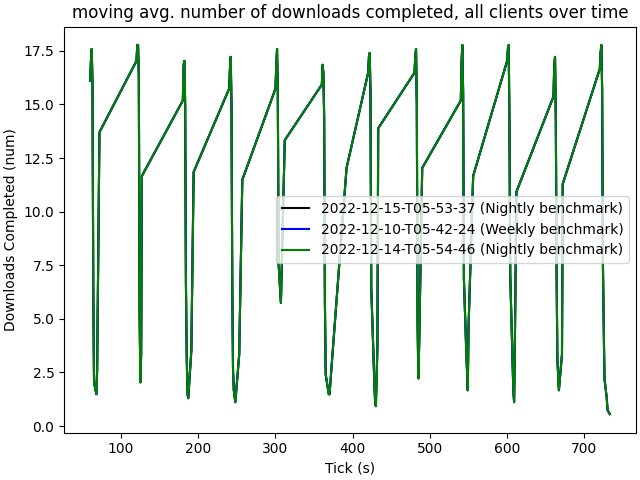 moving avg. number of downloads completed, all clients over time
Downloads Completed (num)
17.5
15.0
12.5
10.0
7.5
5.0
2.5
0.0
2022-12-15-T05-53-37 (Nightly benchmark)
2022-12-10-T05-42-24 (Weekly benchmark)
2022-12-14-T05-54-46 (Nightly benchmark)
100 200 300 400 500 600 700
Tick (s)